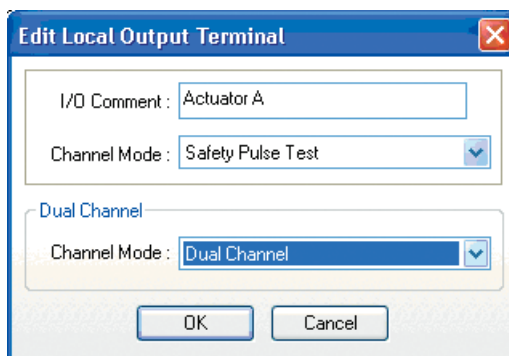 Edit Local Output Terminal
I/O Comment : Actuator A
Channel Mode : Safety Pulse Test
Dual Channel
Channel Mode : Dual Channel
OK Cancel